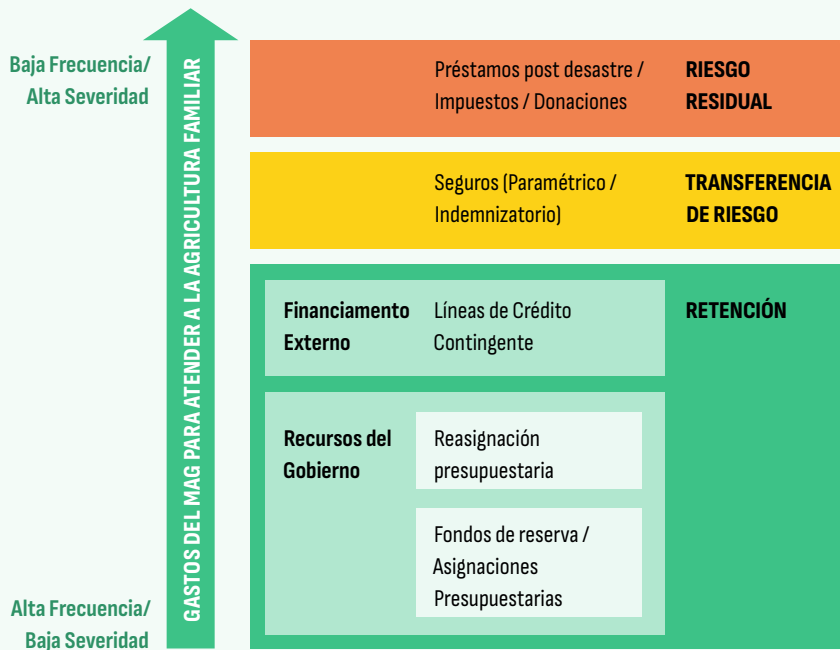 Baja Frecuencia/
Alta Severidad
GASTOS DEL MAG PARA ATENDER A LA AGRICULTURA FAMILIAR
Alta Frecuencia/
Baja Severidad
Préstamos post desastre /
Impuestos / Donaciones
RIESGO
RESIDUAL
Seguros (Paramétrico /
Indemnizatorio)
TRANSFERENCIA
DE RIESGO
Financiamento
Externo
Líneas de Crédito
Contingente
RETENCIÓN
Recursos del
Gobierno
Reasignación
presupuestaria
Fondos de reserva /
Asignaciones
Presupuestarias